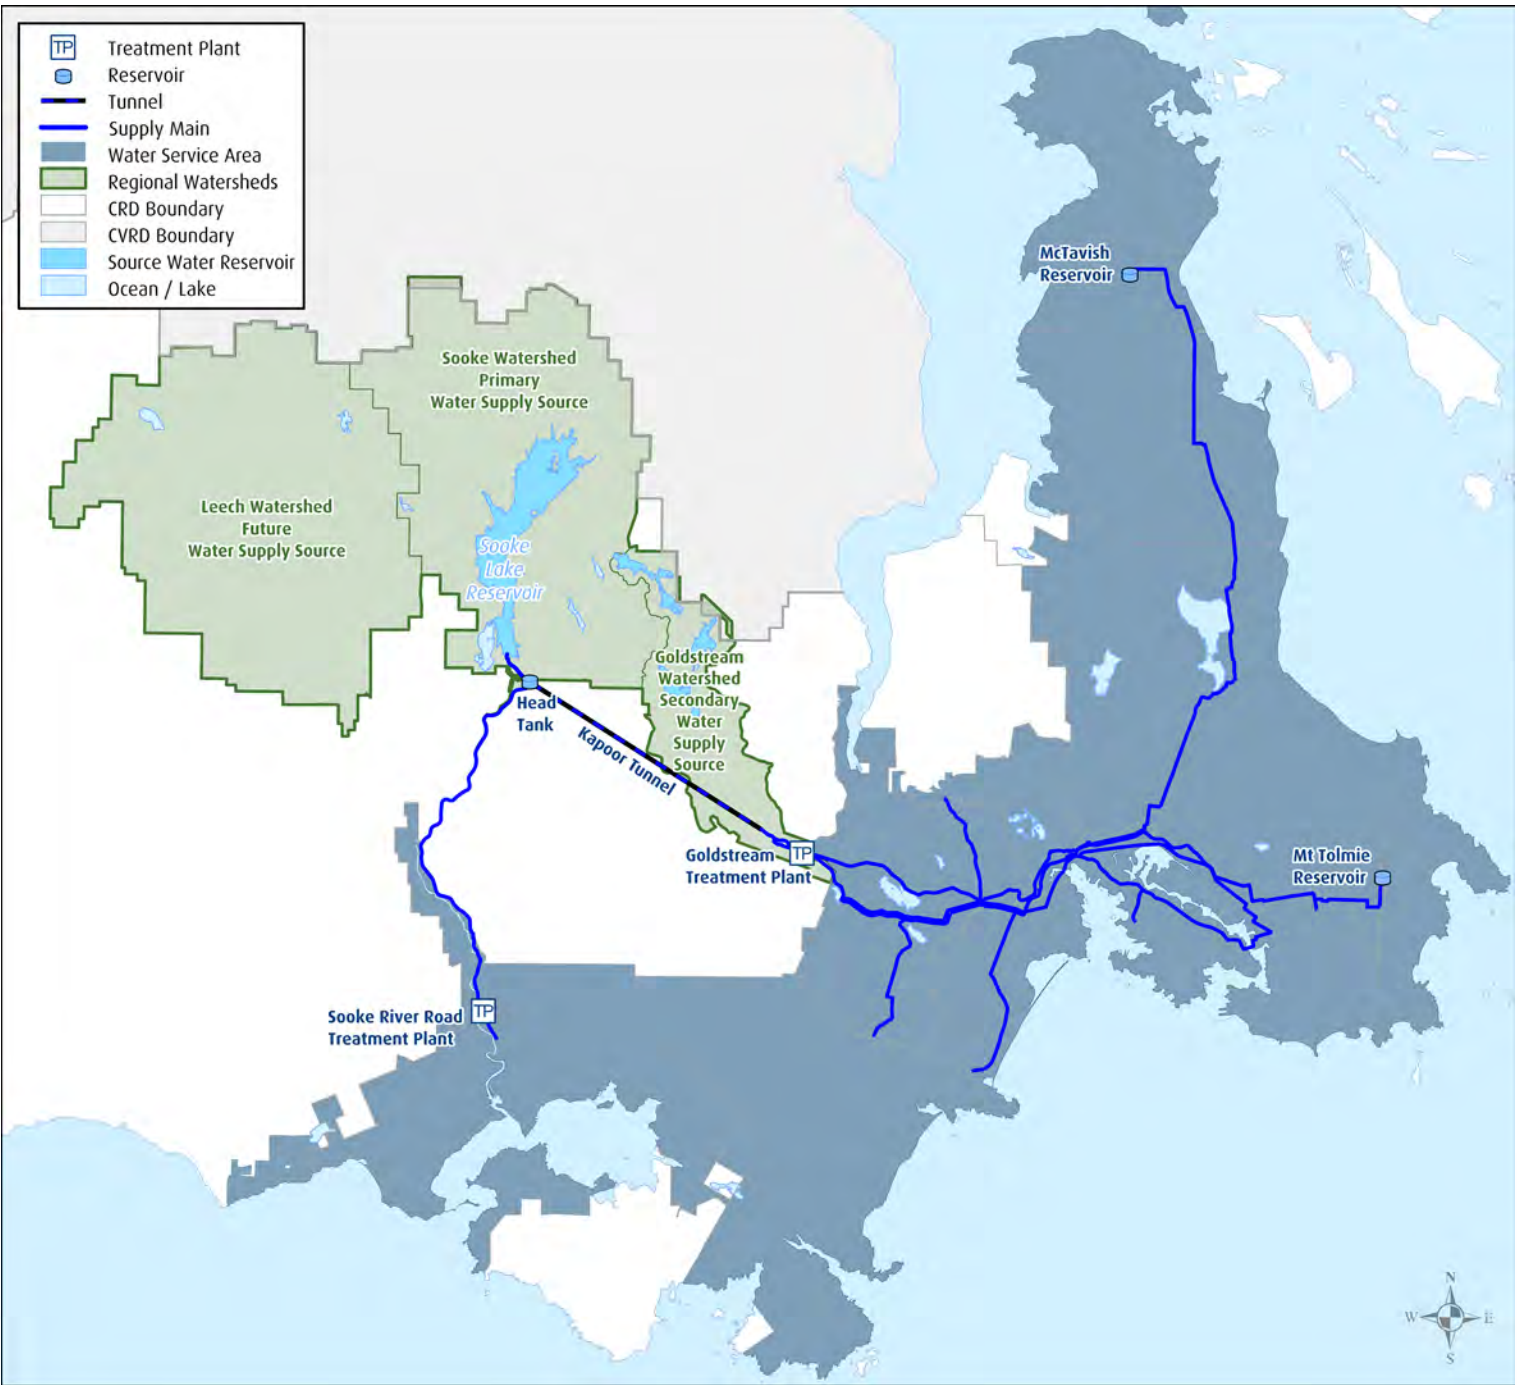 TP Treatment Plant
Reservoir
Tunnel
Supply Main
Water Service Area
Regional Watersheds
CRD Boundary
CVRD Boundary
Source Water Reservoir
Ocean / Lake
McTavish
Reservoir
Sooke Watershed
Primary
Water Supply Source
Leech Watershed
Future
Water Supply Source
Sooke
Lake
Reservoir
Goldstream
Watershed
Secondary
Water
Supply
Source
Head
Tank
Kapoor Tunnel
Goldstream
Treatment Plant
TP
Mt Tolmie
Reservoir
Sooke River Road
Treatment Plant
TP
N
W E
S